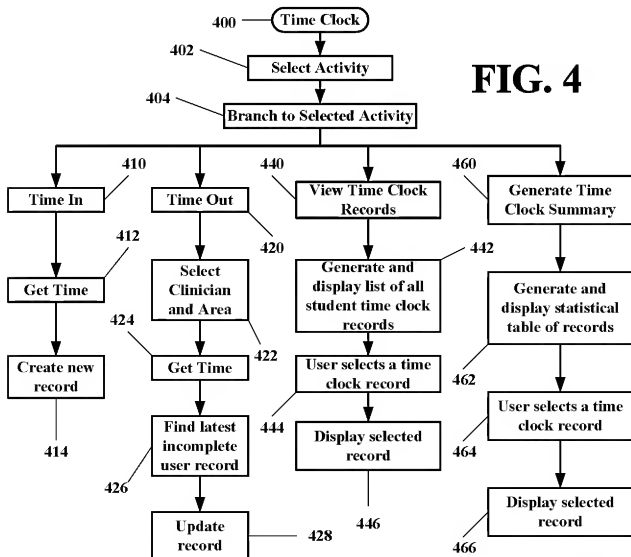 400
Time Clock
402
Select Activity
FIG. 4
404
Branch to Selected Activity
410
Time In
412
Get Time
Create new
record
414
Time Out
420
Select
Clinician
and Area
424
422
Get Time
Find latest
incomplete
user record
426
Update
record
428
440
View Time Clock
Records
442
Generate and
display list of all
student time clock
records
User selects a time
clock record
444
Display selected
record
446
460
Generate Time
Clock Summary
Generate and
display statistical
table of records
462
User selects a time
clock record
464
Display selected
record
466